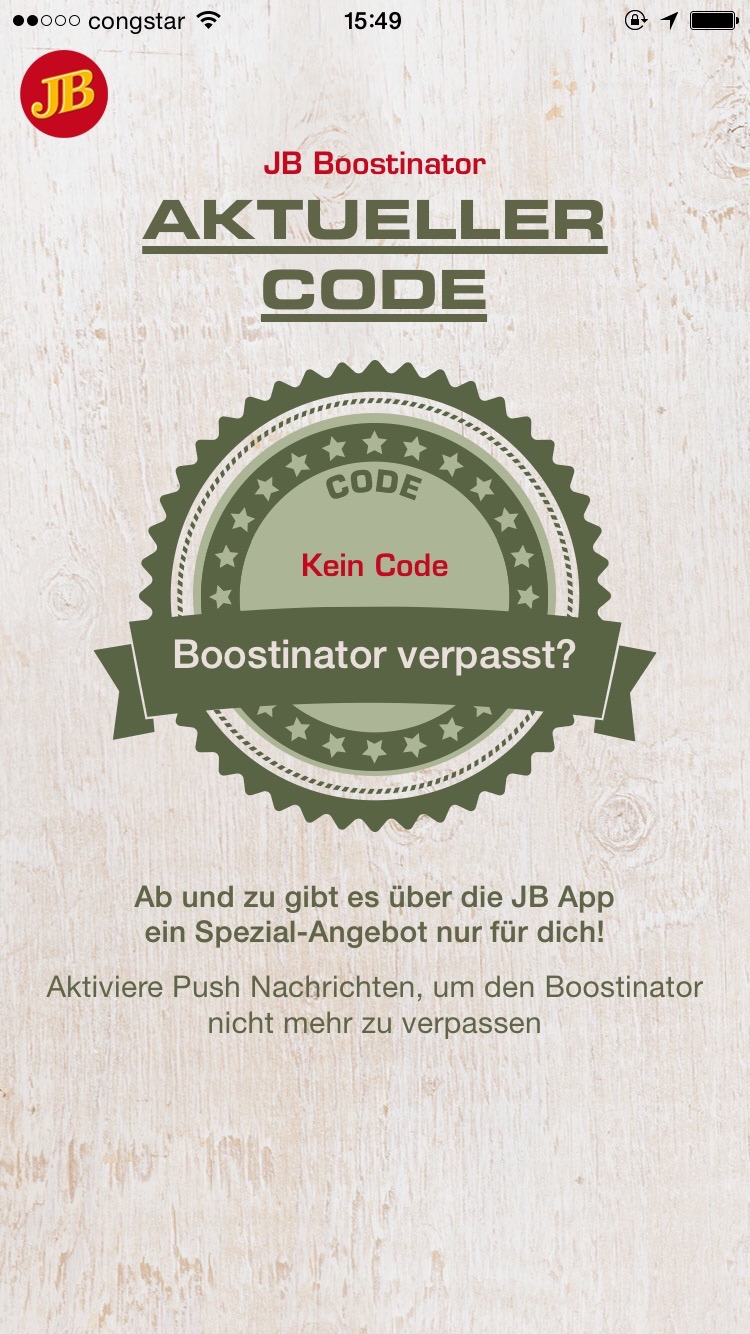 congstar 15:49
JB
JB Boostinator
AKTUELLER
CODE
CODE
Kein Code
Boostinator verpasst?
Ab und zu gibt es über die JB App
ein Spezial-Angebot nur für dich!
Aktiviere Push Nachrichten, um den Boostinator
nicht mehr zu verpassen